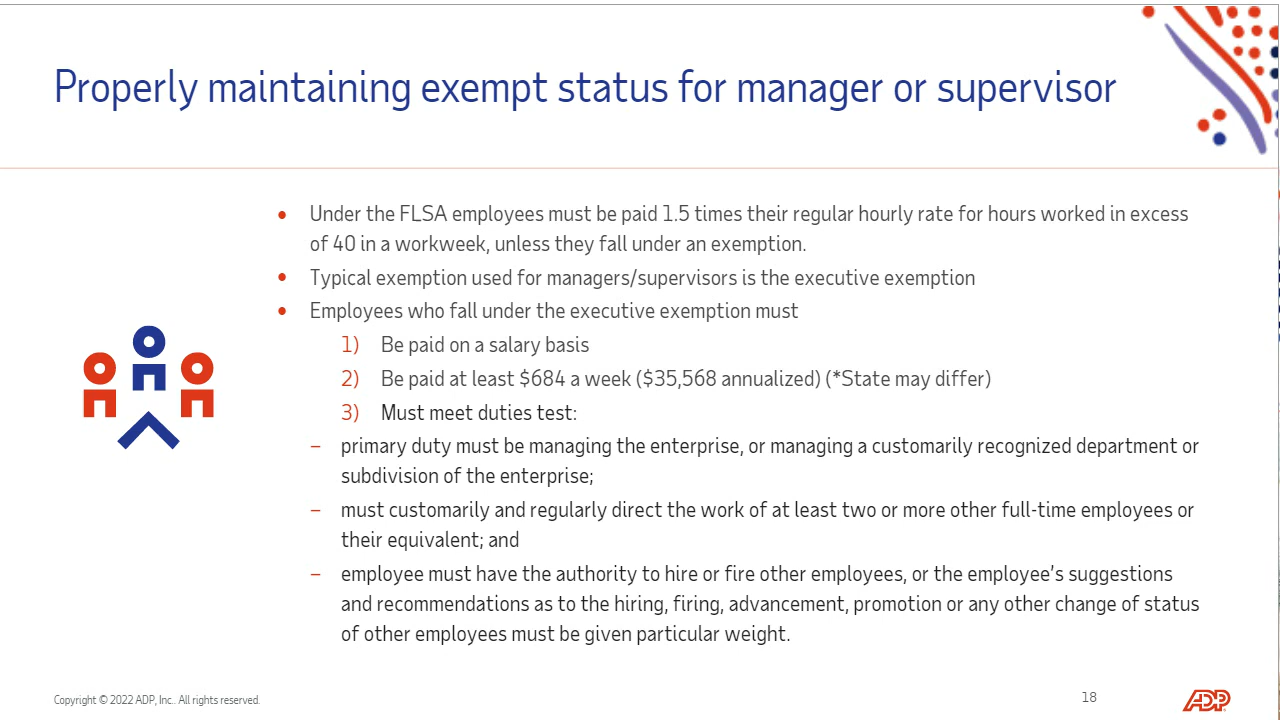 Properly maintaining exempt status for manager or supervisor
• Under the FLSA employees must be paid 1.5 times their regular hourly rate for hours worked in excess
of 40 in a workweek, unless they fall under an exemption.
• Typical exemption used for managers/supervisors is the executive exemption
• Employees who fall under the executive exemption must
1) Be paid on a salary basis
2) Be paid at least $684 a week ($35,568 annualized) (*State may differ)
3) Must meet duties test:
– primary duty must be managing the enterprise, or managing a customarily recognized department or
subdivision of the enterprise;
– must customarily and regularly direct the work of at least two or more other full-time employees or
their equivalent; and
– employee must have the authority to hire or fire other employees, or the employee’s suggestions
and recommendations as to the hiring, firing, advancement, promotion or any other change of status
of other employees must be given particular weight.
Copyright © 2022 ADP, Inc.. All rights reserved.
18
ADP